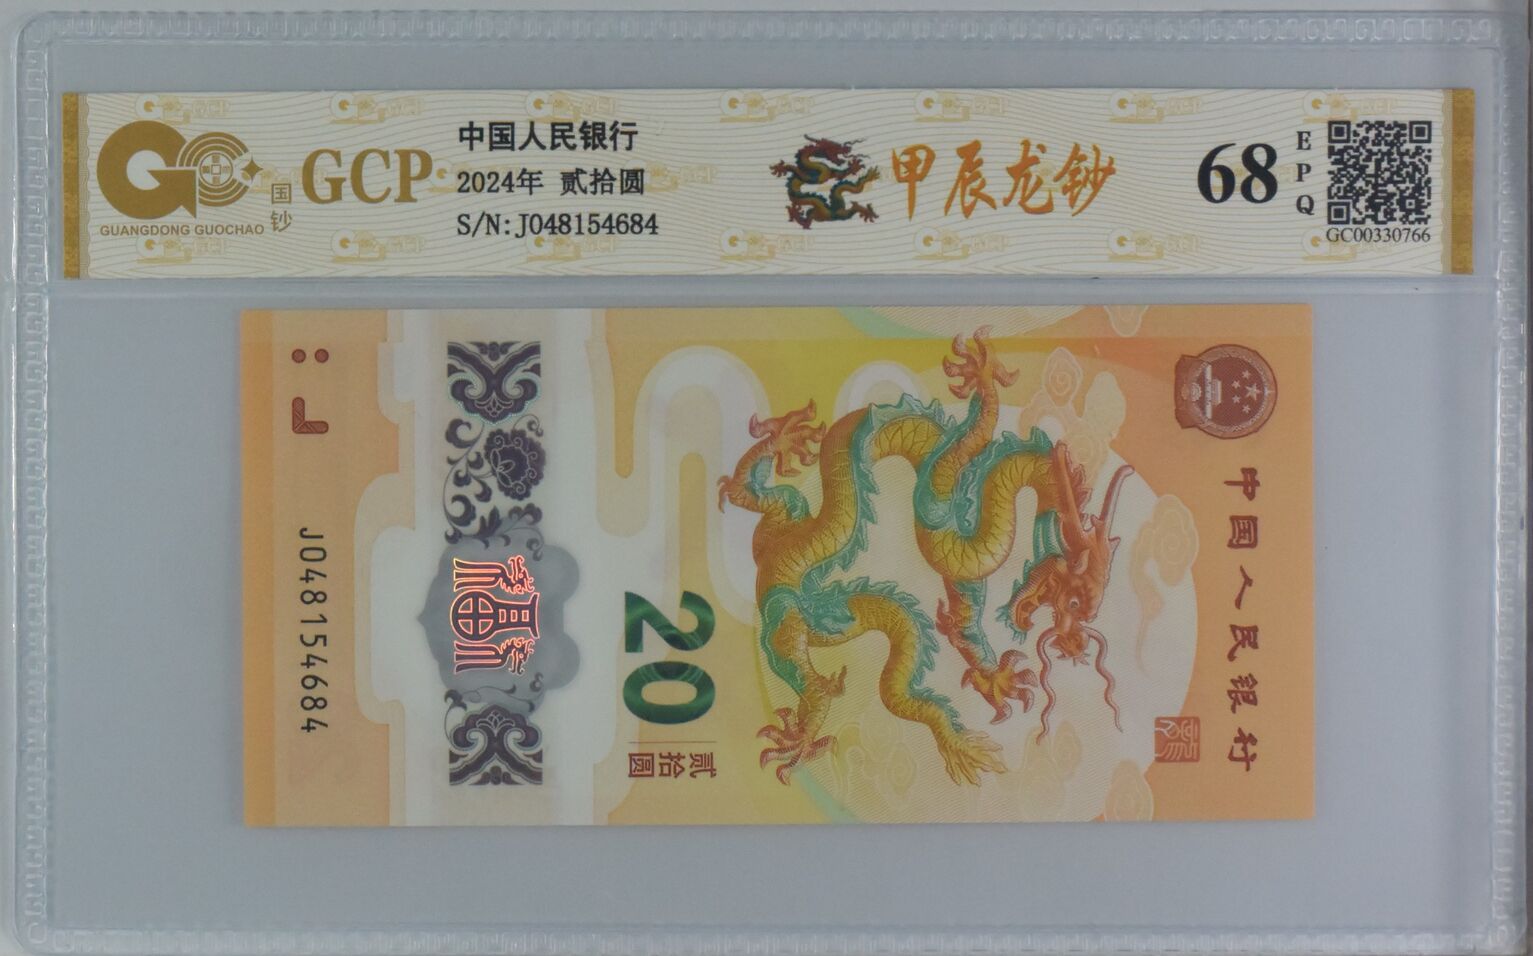 GUANGDONG GUOCHAO
国钞
GCP
中国人民银行
2024年 贰拾圆
S/N:J048154684
甲辰龙钞
68
EPQ
GC00330766
中国人民银行
20
贰拾圆
J048154684